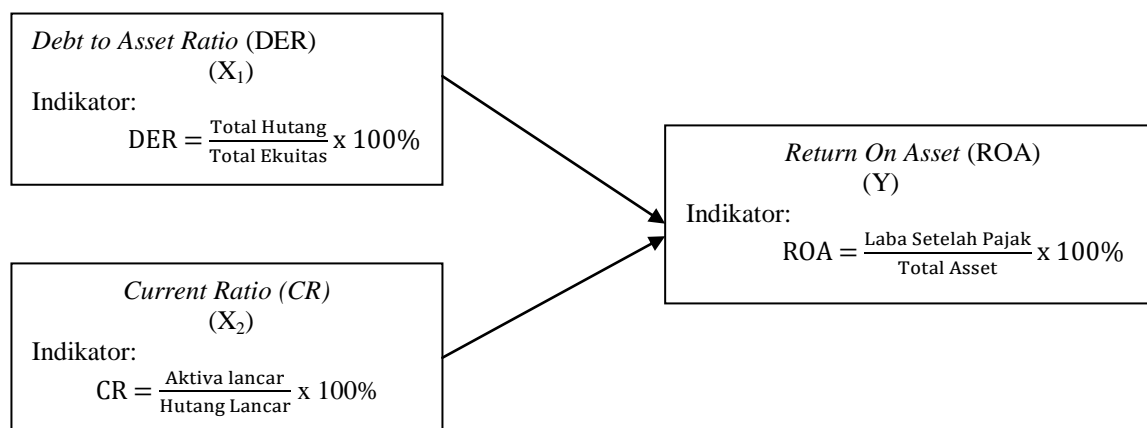 Debt to Asset Ratio (DER)
(X₁)
Indikator:
DER = Total Hutang / Total Ekuitas x 100%
Return On Asset (ROA)
(Y)
Indikator:
ROA = Laba Setelah Pajak / Total Asset x 100%
Current Ratio (CR)
(X₂)
Indikator:
CR = Aktiva lancar / Hutang Lancar x 100%